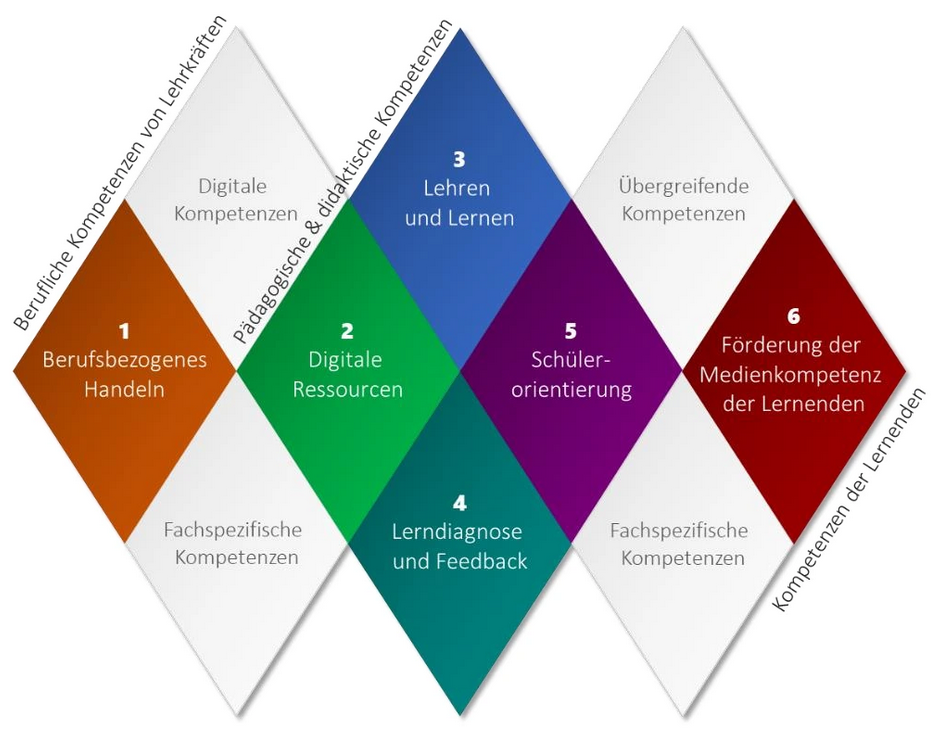 Berufliche Kompetenzen von Lehrkräften
Pädagogische & didaktische Kompetenzen
Digitale
Kompetenzen
3
Lehren
und Lernen
Übergreifende
Kompetenzen
1
Berufsbezogenes
Handeln
2
Digitale
Ressourcen
5
Schüler-
orientierung
6
Förderung der
Medienkompetenz
der Lernenden
Fachspezifische
Kompetenzen
4
Lerndiagnose
und Feedback
Fachspezifische
Kompetenzen
Kompetenzen der Lernenden